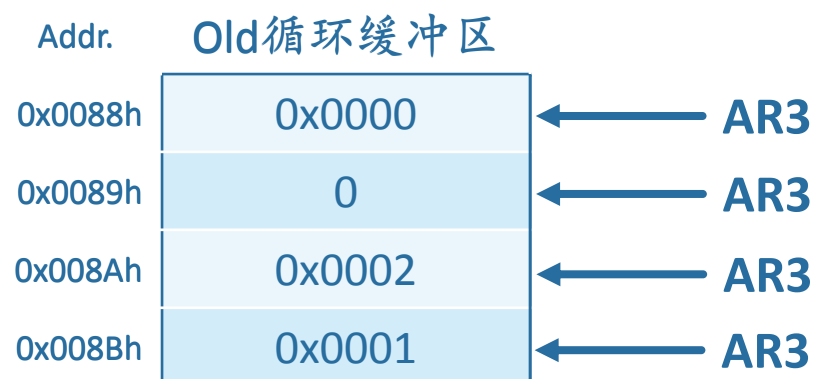 Addr. Old循环缓冲区
0x0088h 0x0000 AR3
0x0089h 0 AR3
0x008Ah 0x0002 AR3
0x008Bh 0x0001 AR3